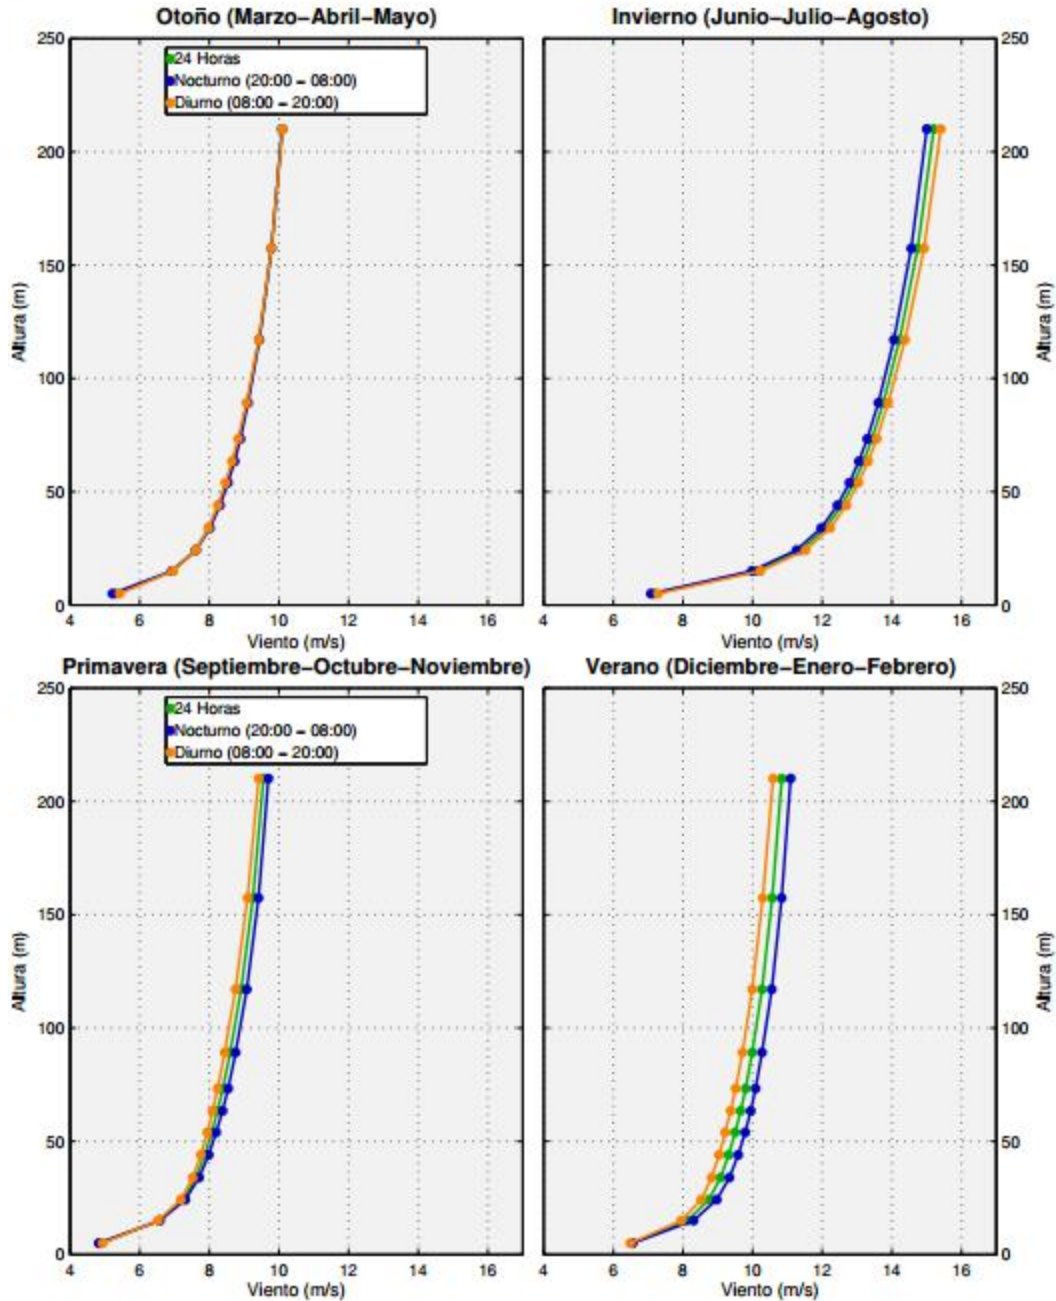 Otoño (Marzo−Abril−Mayo)
250
200
150
100
50
0
Altura (m)
24 Horas
Nocturno (20:00 − 08:00)
Diurno (08:00 − 20:00)
4 6 8 10 12 14 16
Viento (m/s)
Invierno (Junio−Julio−Agosto)
250
200
150
100
50
0
Altura (m)
4 6 8 10 12 14 16
Viento (m/s)
Primavera (Septiembre−Octubre−Noviembre)
250
200
150
100
50
0
Altura (m)
24 Horas
Nocturno (20:00 − 08:00)
Diurno (08:00 − 20:00)
4 6 8 10 12 14 16
Viento (m/s)
Verano (Diciembre−Enero−Febrero)
250
200
150
100
50
0
Altura (m)
4 6 8 10 12 14 16
Viento (m/s)